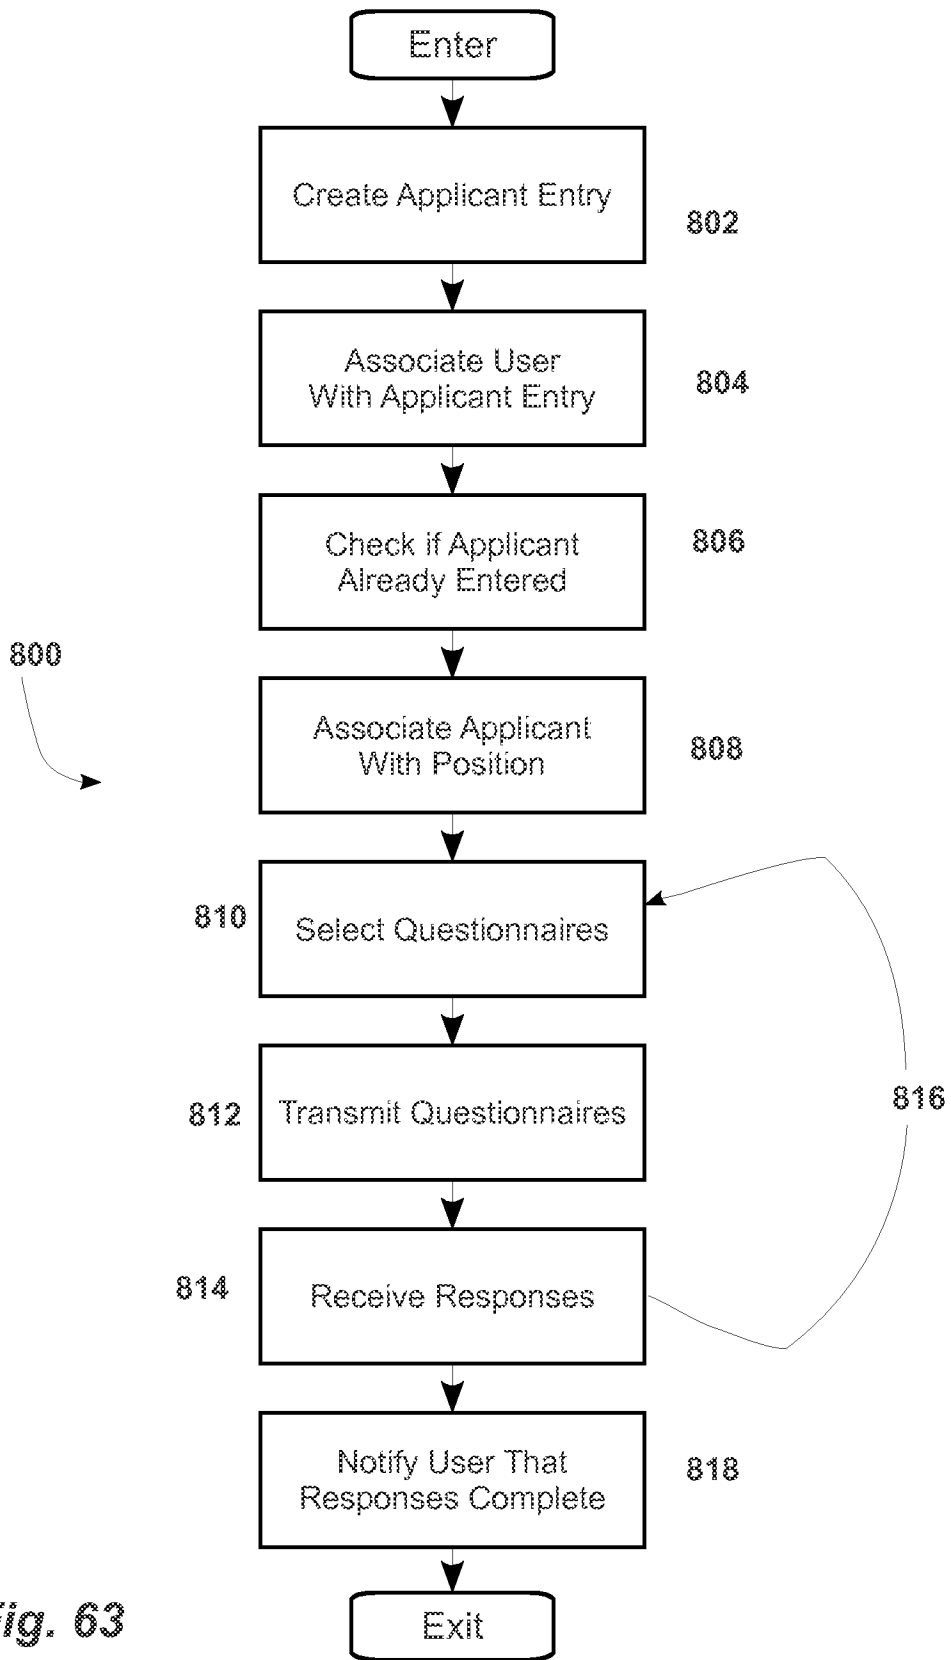 Enter
Create Applicant Entry
802
Associate User
With Applicant Entry
804
Check if Applicant
Already Entered
806
800
Associate Applicant
With Position
808
810
Select Questionnaires
812
Transmit Questionnaires
816
814
Receive Responses
Notify User That
Responses Complete
818
Exit
Fig. 63